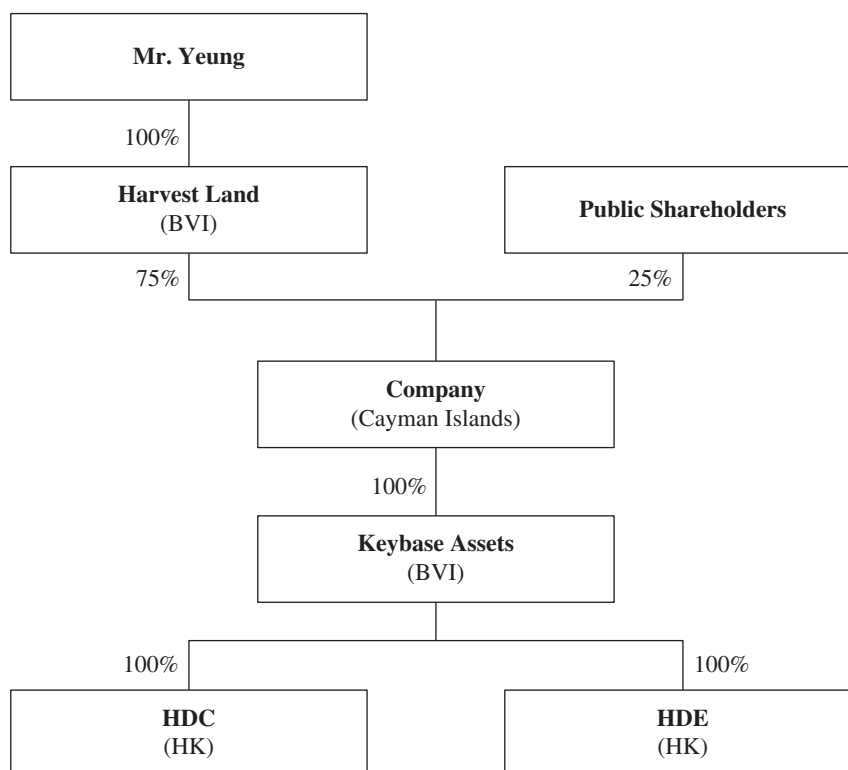 Mr. Yeung
100%
Harvest Land
(BVI)
Public Shareholders
75%
25%
Company
(Cayman Islands)
100%
Keybase Assets
(BVI)
100%
100%
HDC
(HK)
HDE
(HK)